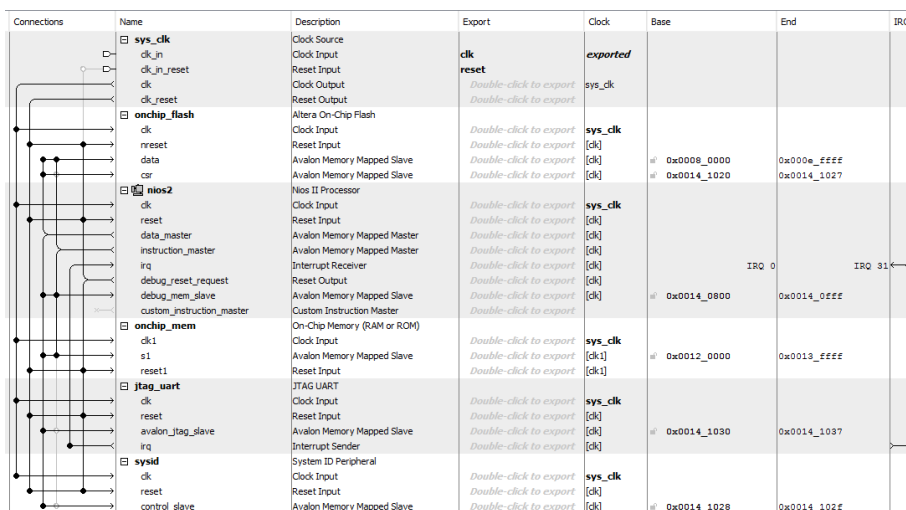 Connections Name Description Export Clock Base End IRQ
sys_clk Clock Source
clk_in Clock Input clk exported
clk_in_reset Reset Input reset
clk Clock Output Double-click to export sys_clk
clk_reset Reset Output Double-click to export
onchip_flash Altera On-Chip Flash
clk Clock Input Double-click to export sys_clk
nreset Reset Input Double-click to export [clk]
data Avalon Memory Mapped Slave Double-click to export [clk] 0x0008_0000 0x000e_ffff
csr Avalon Memory Mapped Slave Double-click to export [clk] 0x0014_1020 0x0014_1027
nios2 Nios II Processor
clk Clock Input Double-click to export sys_clk
reset Reset Input Double-click to export [clk]
data_master Avalon Memory Mapped Master Double-click to export [clk]
instruction_master Avalon Memory Mapped Master Double-click to export [clk]
irq Interrupt Receiver Double-click to export [clk] IRQ 0 IRQ 31
debug_reset_request Reset Output Double-click to export [clk]
debug_mem_slave Avalon Memory Mapped Slave Double-click to export [clk] 0x0014_0800 0x0014_0fff
custom_instruction_master Custom Instruction Master Double-click to export
onchip_mem On-Chip Memory (RAM or ROM)
clk1 Clock Input Double-click to export sys_clk
s1 Avalon Memory Mapped Slave Double-click to export [clk1] 0x0012_0000 0x0013_ffff
reset1 Reset Input Double-click to export [clk1]
jtag_uart JTAG UART
clk Clock Input Double-click to export sys_clk
reset Reset Input Double-click to export [clk]
avalon_jtag_slave Avalon Memory Mapped Slave Double-click to export [clk] 0x0014_1030 0x0014_1037
irq Interrupt Sender Double-click to export [clk]
sysid System ID Peripheral
clk Clock Input Double-click to export sys_clk
reset Reset Input Double-click to export [clk]
control_slave Avalon Memory Mapped Slave Double-click to export [clk] 0x0014_1028 0x0014_102f